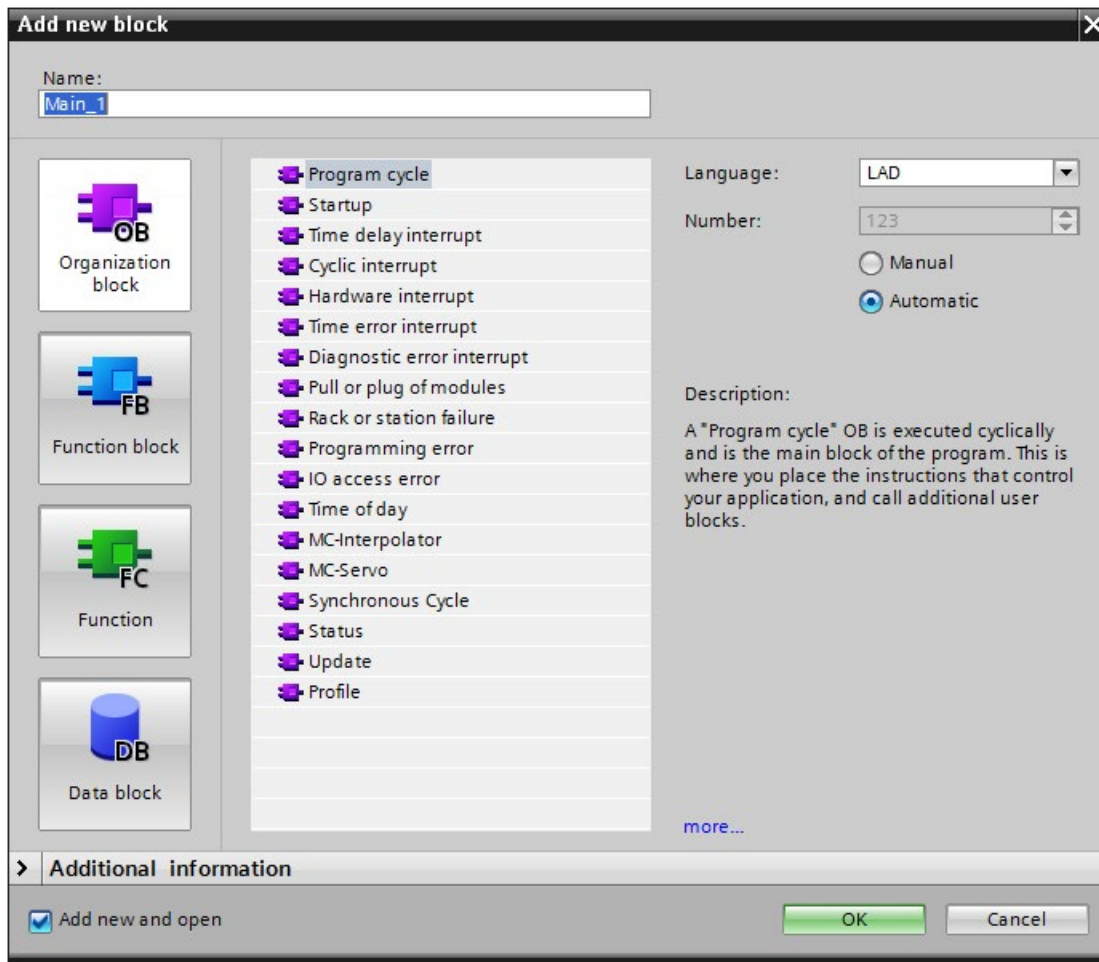 Add new block
Name:
Main_1
OB
Organization
block
FB
Function block
FC
Function
DB
Data block
Program cycle
Startup
Time delay interrupt
Cyclic interrupt
Hardware interrupt
Time error interrupt
Diagnostic error interrupt
Pull or plug of modules
Rack or station failure
Programming error
IO access error
Time of day
MC-Interpolator
MC-Servo
Synchronous Cycle
Status
Update
Profile
Language: LAD
Number: 123
Manual
Automatic
Description:
A "Program cycle" OB is executed cyclically
and is the main block of the program. This is
where you place the instructions that control
your application, and call additional user
blocks.
more...
> Additional information
Add new and open
OK
Cancel